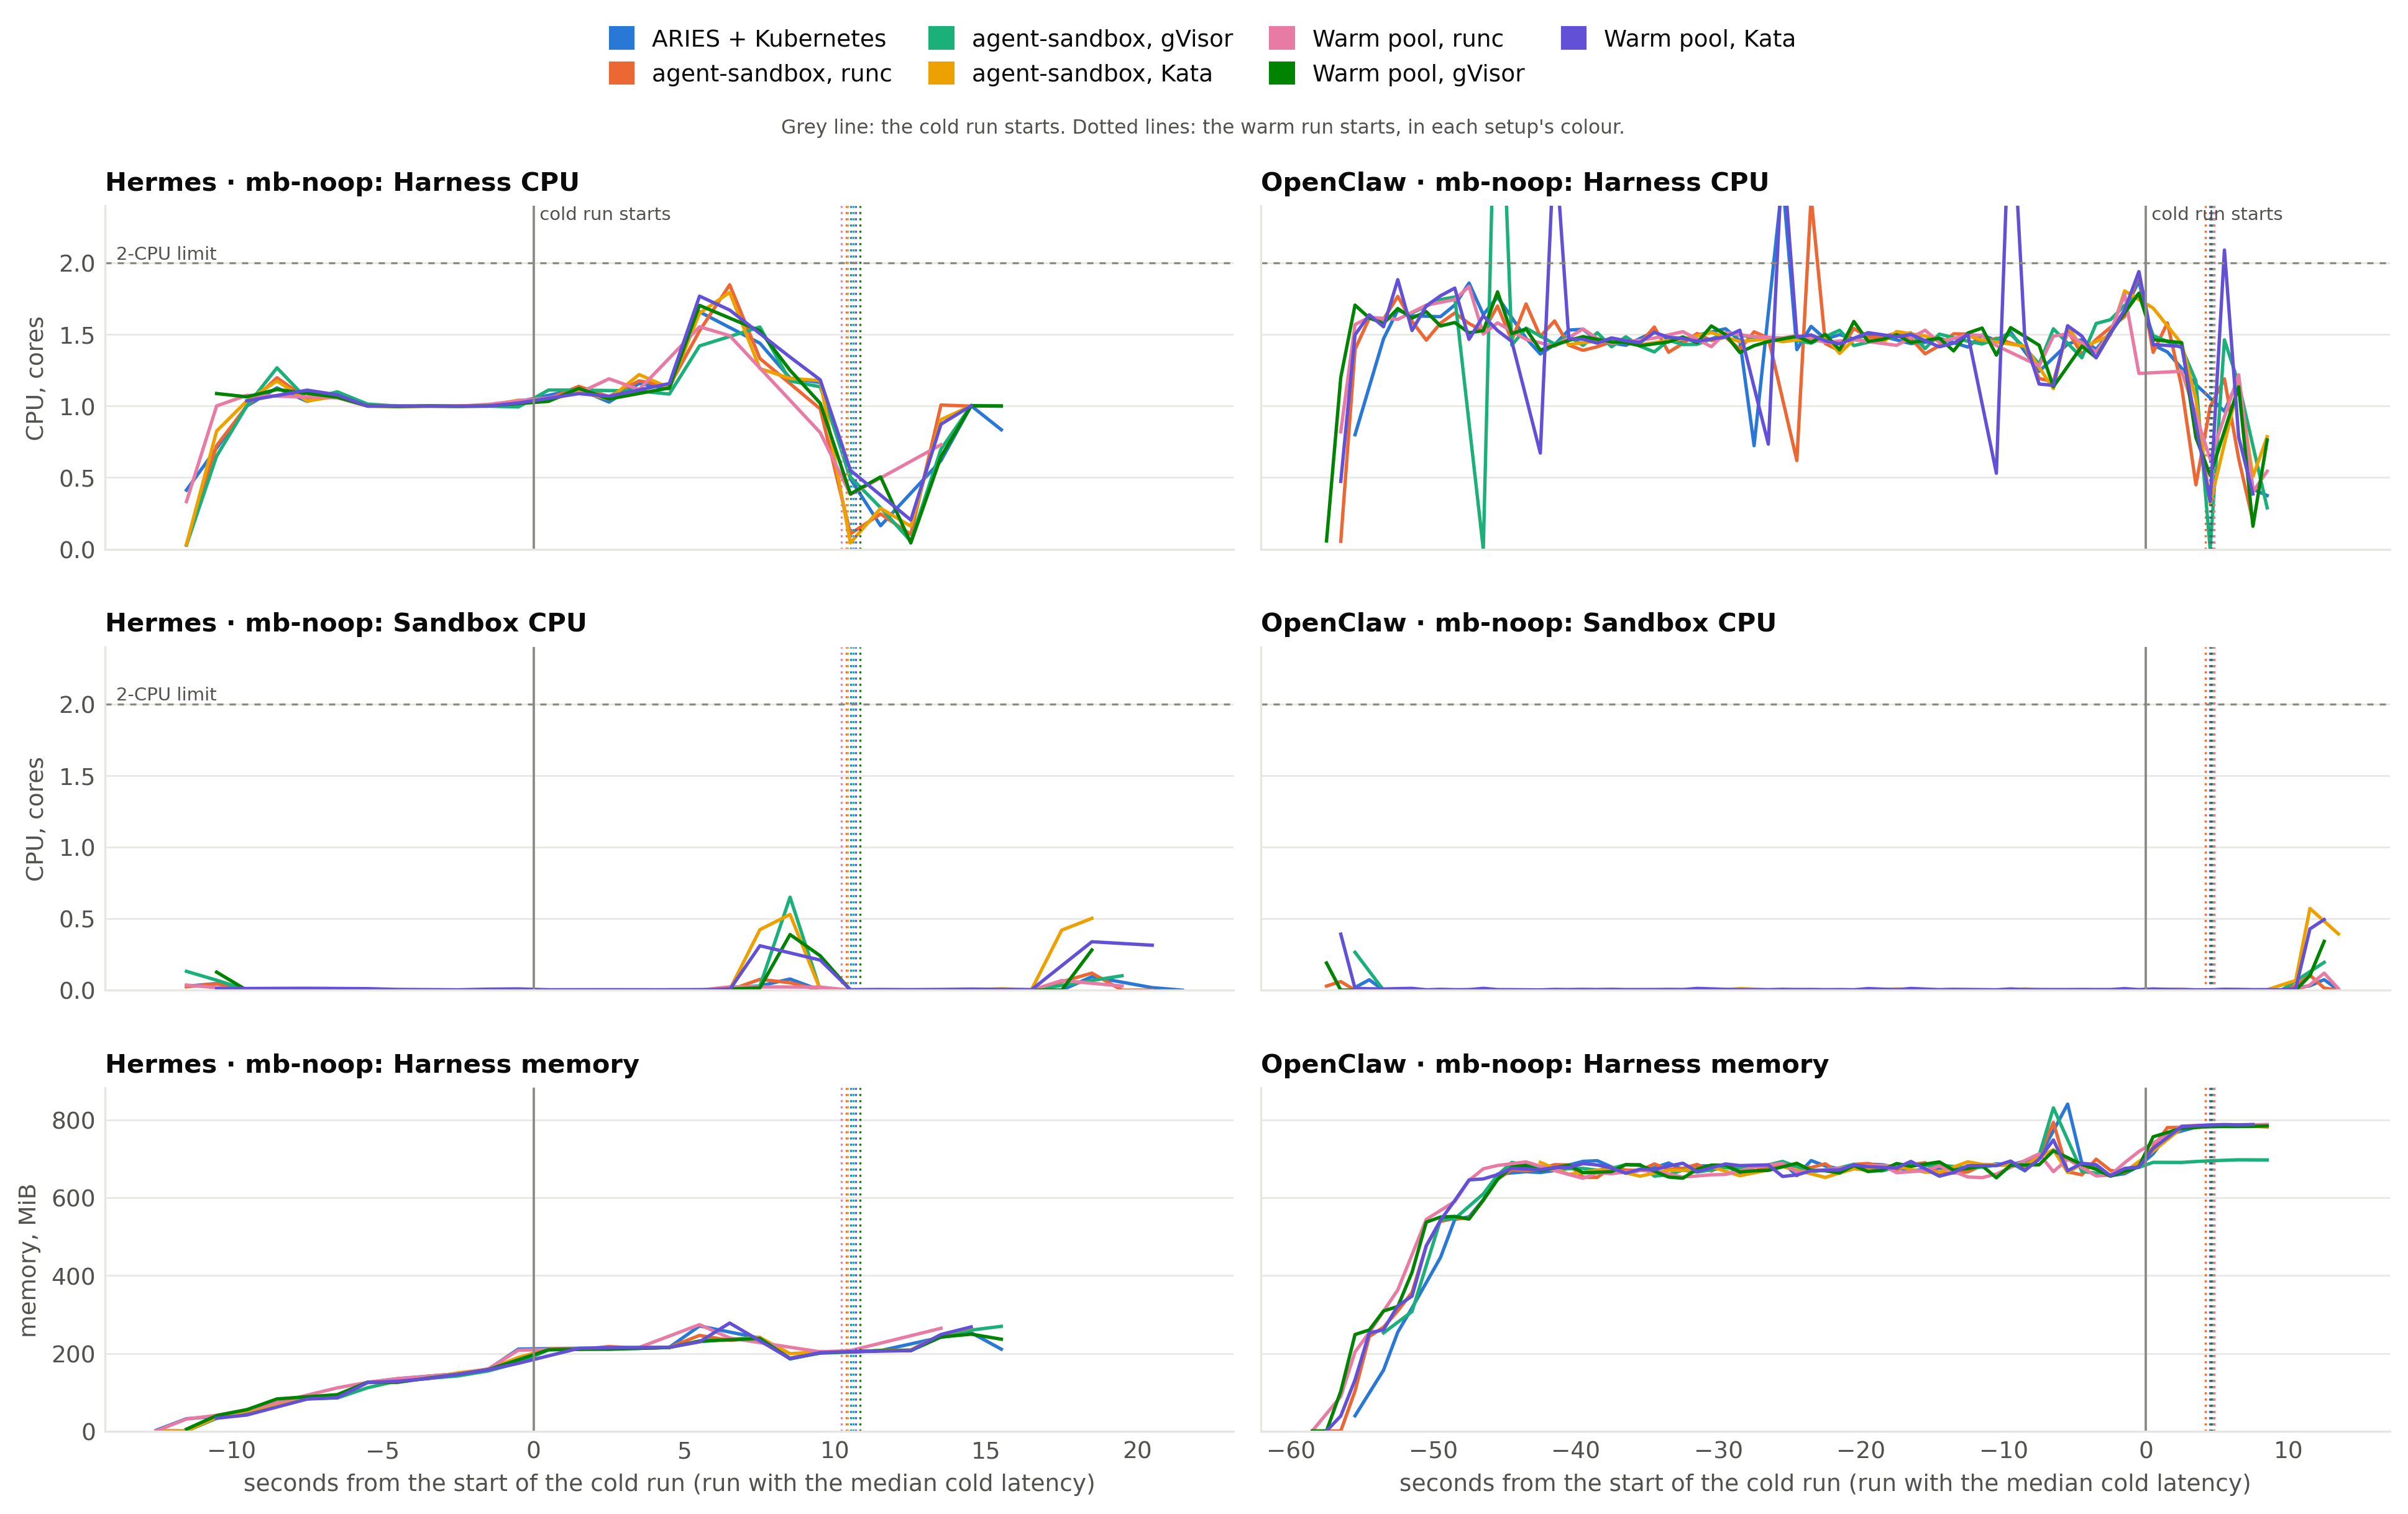 ARIES + Kubernetes
agent-sandbox, gVisor
Warm pool, runc
Warm pool, Kata
agent-sandbox, runc
agent-sandbox, Kata
Warm pool, gVisor
Grey line: the cold run starts. Dotted lines: the warm run starts, in each setup's colour.
Hermes · mb-noop: Harness CPU
OpenClaw · mb-noop: Harness CPU
cold run starts
cold run starts
2-CPU limit
2.0
1.5
1.0
0.5
0.0
CPU, cores
Hermes · mb-noop: Sandbox CPU
OpenClaw · mb-noop: Sandbox CPU
2-CPU limit
2.0
1.5
1.0
0.5
0.0
CPU, cores
Hermes · mb-noop: Harness memory
OpenClaw · mb-noop: Harness memory
800
600
400
200
0
memory, MiB
−10 −5 0 5 10 15 20
−60 −50 −40 −30 −20 −10 0 10
seconds from the start of the cold run (run with the median cold latency)
seconds from the start of the cold run (run with the median cold latency)